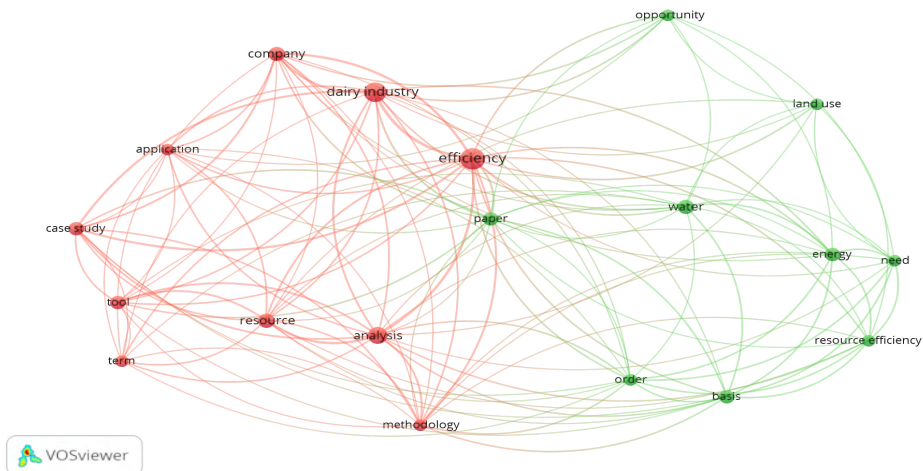 opportunity
company
dairy industry
land use
application
efficiency
water
paper
case study
energy
need
tool
resource
analysis
resource efficiency
term
order
basis
methodology
VOSviewer